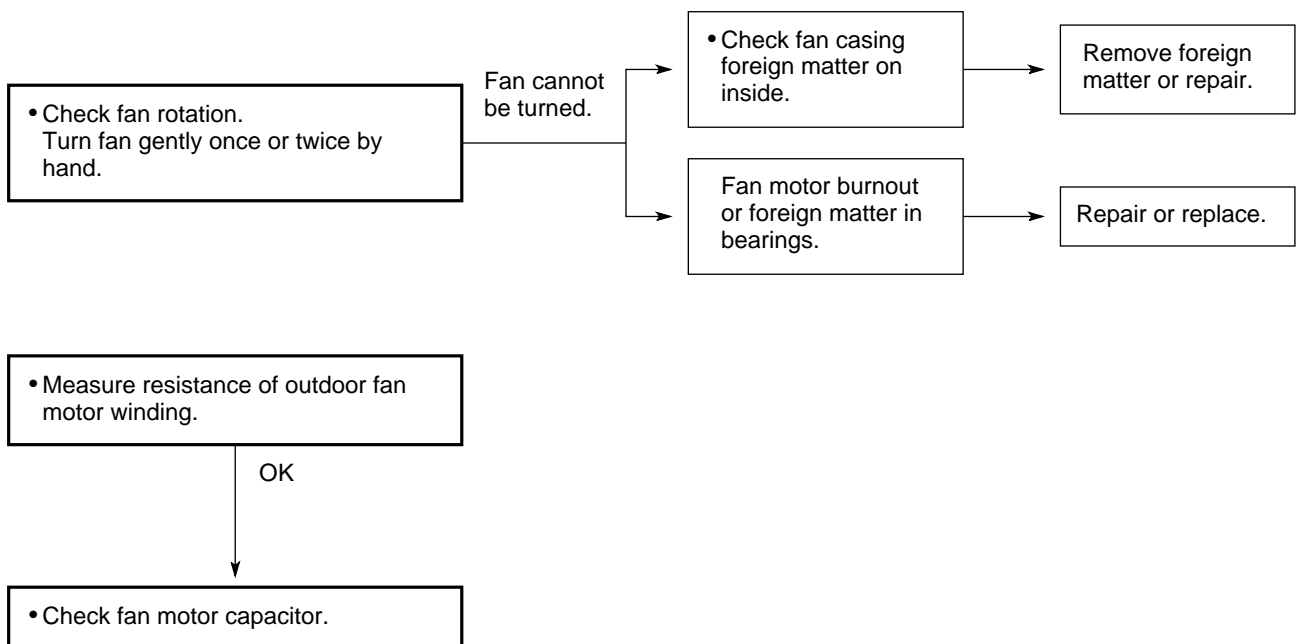 • Check fan rotation.
Turn fan gently once or twice by
hand.
Fan cannot
be turned.
• Check fan casing
foreign matter on
inside.
Remove foreign
matter or repair.
Fan motor burnout
or foreign matter in
bearings.
Repair or replace.
• Measure resistance of outdoor fan
motor winding.
OK
• Check fan motor capacitor.